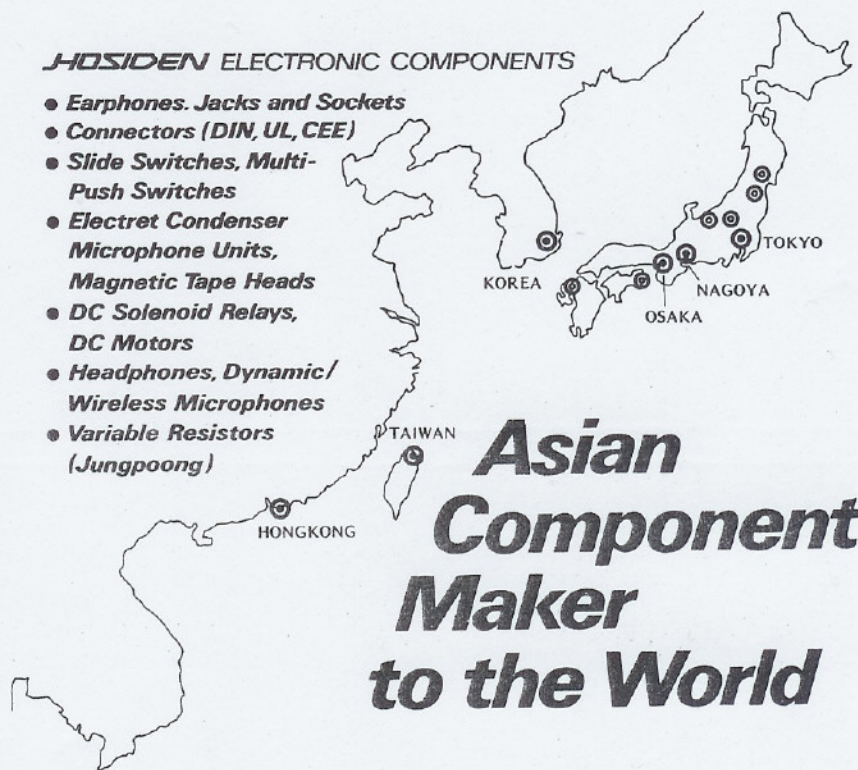 HOSIDEN ELECTRONIC COMPONENTS
• Earphones. Jacks and Sockets
• Connectors (DIN, UL, CEE)
• Slide Switches, Multi-
Push Switches
• Electret Condenser
Microphone Units,
Magnetic Tape Heads
• DC Solenoid Relays,
DC Motors
• Headphones, Dynamic/
Wireless Microphones
• Variable Resistors
(Jungpoong)
KOREA
TOKYO
NAGOYA
OSAKA
TAIWAN
HONGKONG
Asian
Component
Maker
to the World